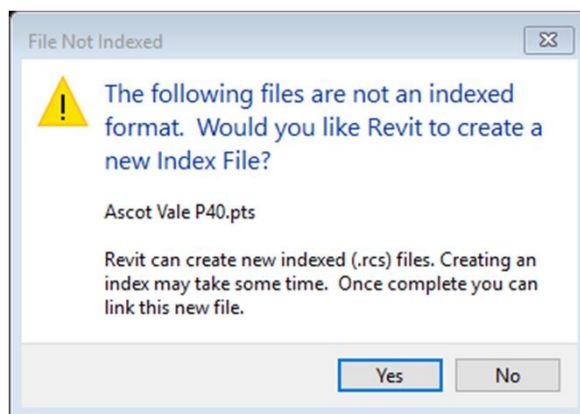 File Not Indexed
The following files are not an indexed
format. Would you like Revit to create a
new Index File?
Ascot Vale P40.pts
Revit can create new indexed (.rcs) files. Creating an
index may take some time. Once complete you can
link this new file.
Yes No